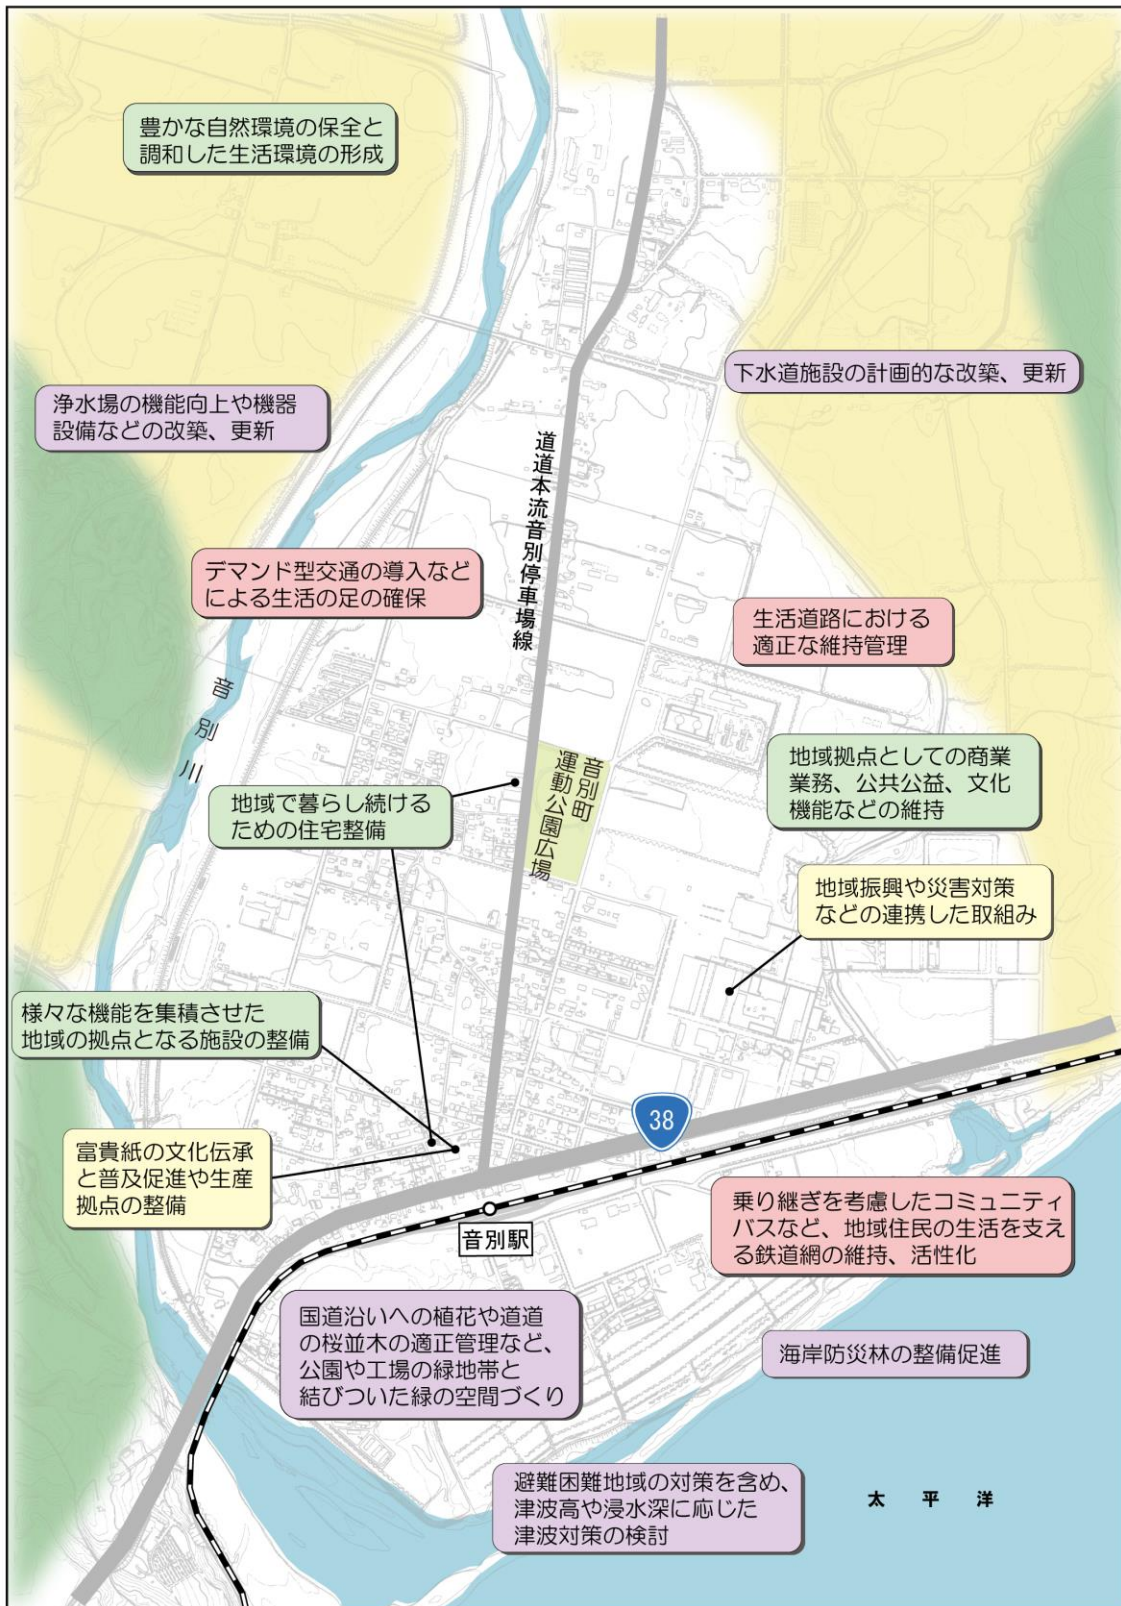 豊かな自然環境の保全と
調和した生活環境の形成
下水道施設の計画的な改築、更新
浄水場の機能向上や機器
設備などの改築、更新
道道本流音別停車場線
デマンド型交通の導入など
による生活の足の確保
生活道路における
適正な維持管理
音別川
音別町
運動公園広場
地域拠点としての商業
業務、公共公益、文化
機能などの維持
地域で暮らし続ける
ための住宅整備
地域振興や災害対策
などの連携した取組み
様々な機能を集積させた
地域の拠点となる施設の整備
38
富貴紙の文化伝承
と普及促進や生産
拠点の整備
音別駅
乗り継ぎを考慮したコミュニティ
バスなど、地域住民の生活を支え
る鉄道網の維持、活性化
国道沿いへの植花や道道
の桜並木の適正管理など、
公園や工場の緑地帯と
結びついた緑の空間づくり
海岸防災林の整備促進
避難困難地域の対策を含め、
津波高や浸水深に応じた
津波対策の検討
太平洋